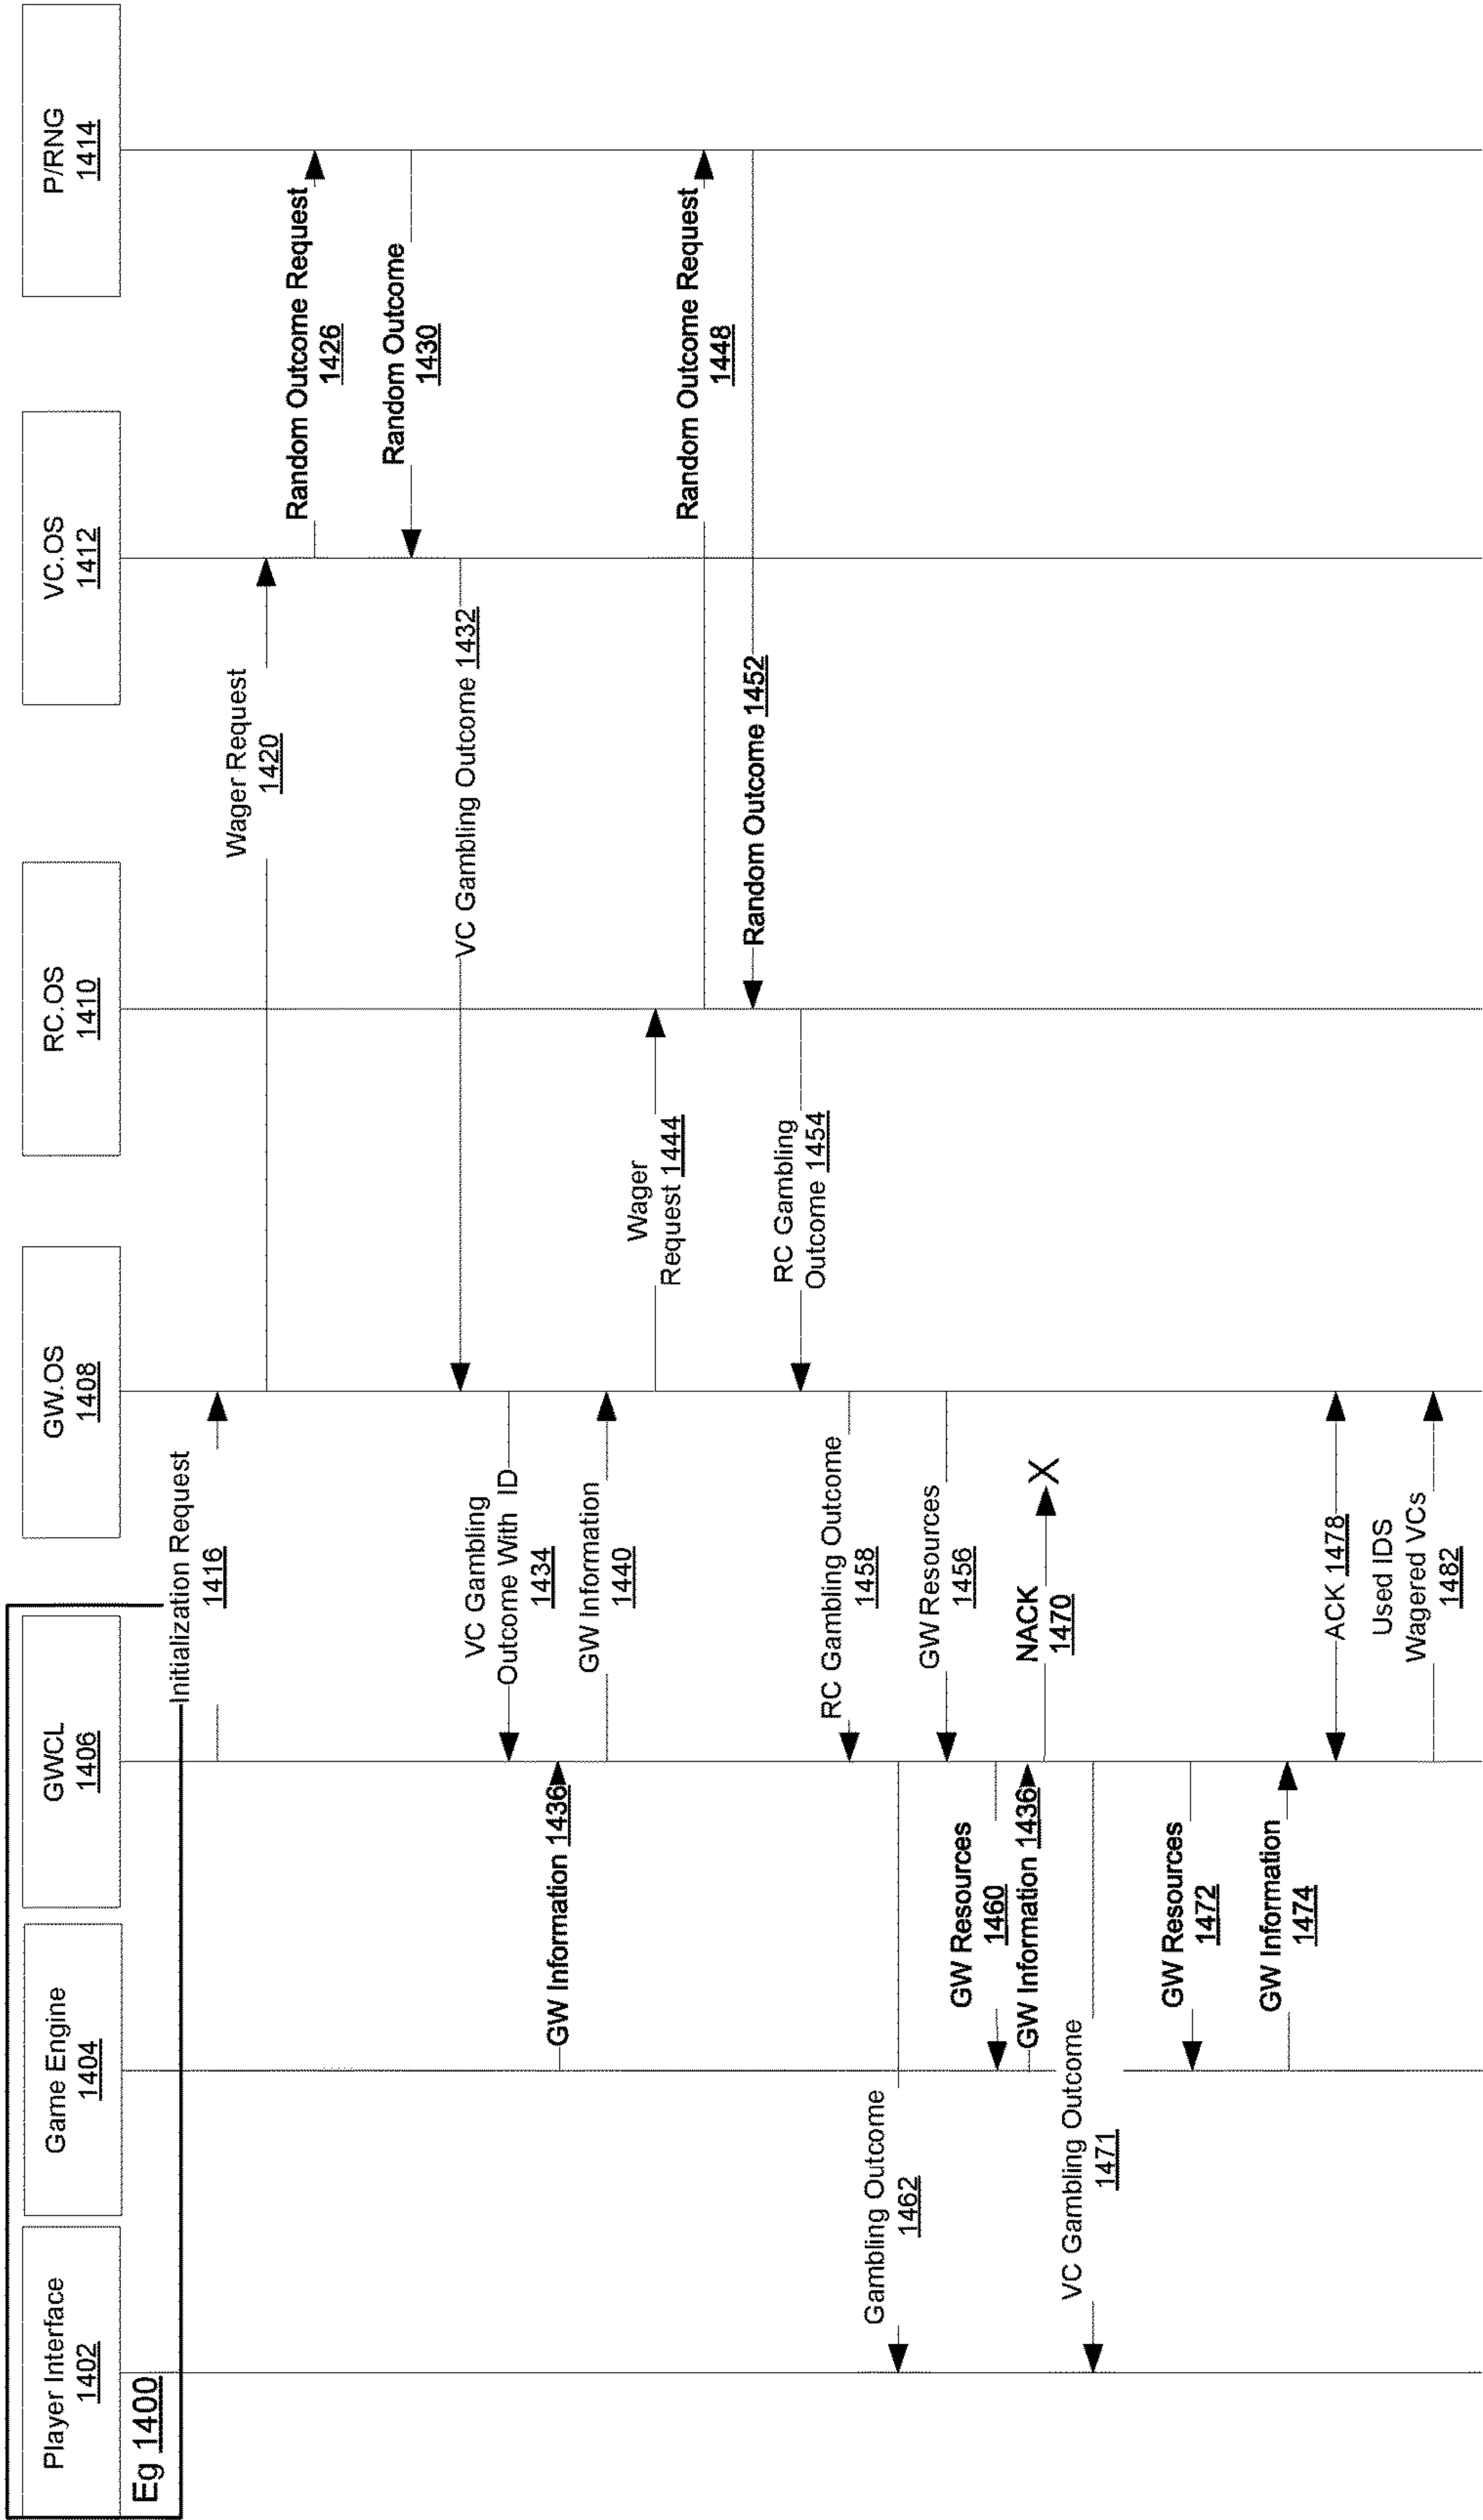 Player Interface
1402
Game Engine
1404
GWCL
1406
GW.OS
1408
RC.OS
1410
VC.OS
1412
P/RNG
1414
Eg 1400
Initialization Request
1416
Wager Request
1420
Random Outcome Request
1426
Random Outcome
1430
VC Gambling Outcome 1432
VC Gambling
Outcome With ID
1434
GW Information 1436
GW Information
1440
Wager
Request 1444
Random Outcome Request
1448
Random Outcome 1452
RC Gambling
Outcome 1454
RC Gambling Outcome
1458
Gambling Outcome
1462
GW Resources
1456
GW Resources
1460
GW Information 1436
NACK
1470
X
VC Gambling Outcome
1471
GW Resources
1472
GW Information
1474
ACK 1478
Used IDS
Wagered VCs
1482